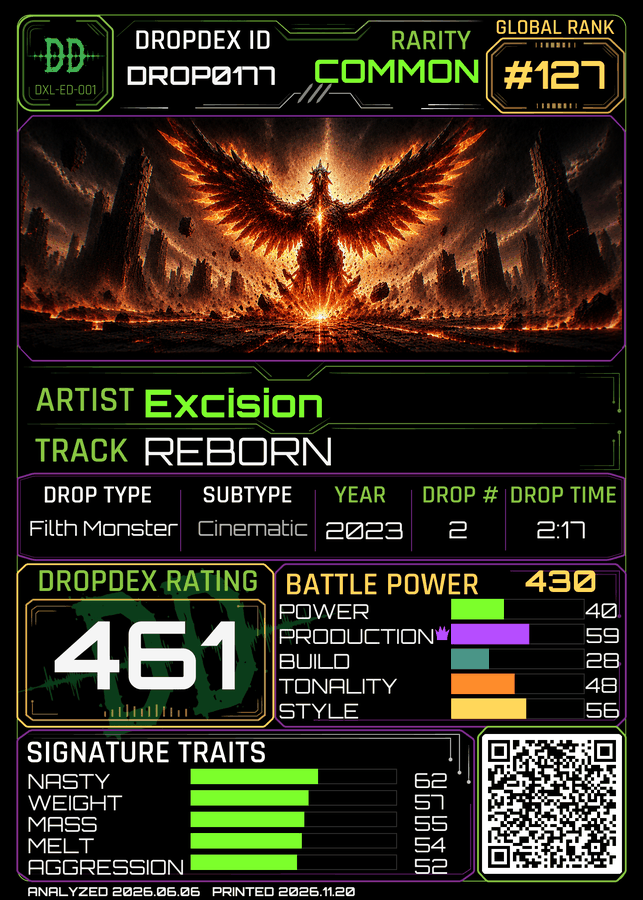 DD
DXL-ED-001
DROPDEX ID
DROP0177
RARITY
COMMON
GLOBAL RANK
#127
ARTIST Excision
TRACK REBORN
DROP TYPE SUBTYPE YEAR DROP # DROP TIME
Filth Monster Cinematic 2023 2 2:17
DROPDEX RATING
461
BATTLE POWER 430
POWER 40
PRODUCTION 59
BUILD 28
TONALITY 48
STYLE 56
SIGNATURE TRAITS
NASTY 62
WEIGHT 57
MASS 55
MELT 54
AGGRESSION 52
ANALYZED 2026.06.06 PRINTED 2026.11.20